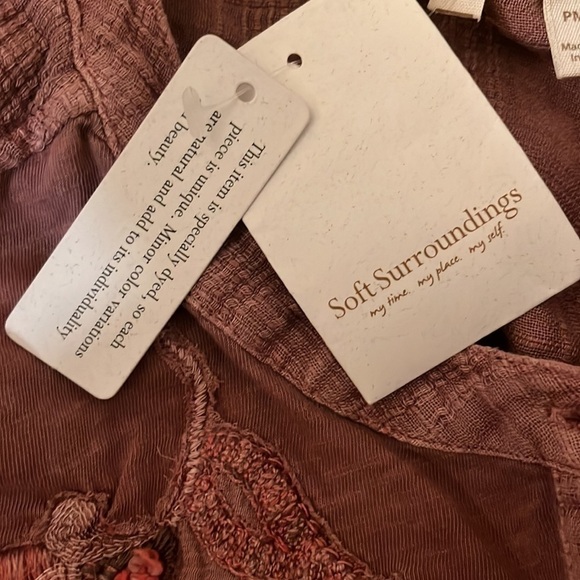 This item is specially dyed, so each
piece is unique. Minor color variations
are natural and add to its individuality
beauty.
Soft Surroundings
my time. my place. my self.
PM